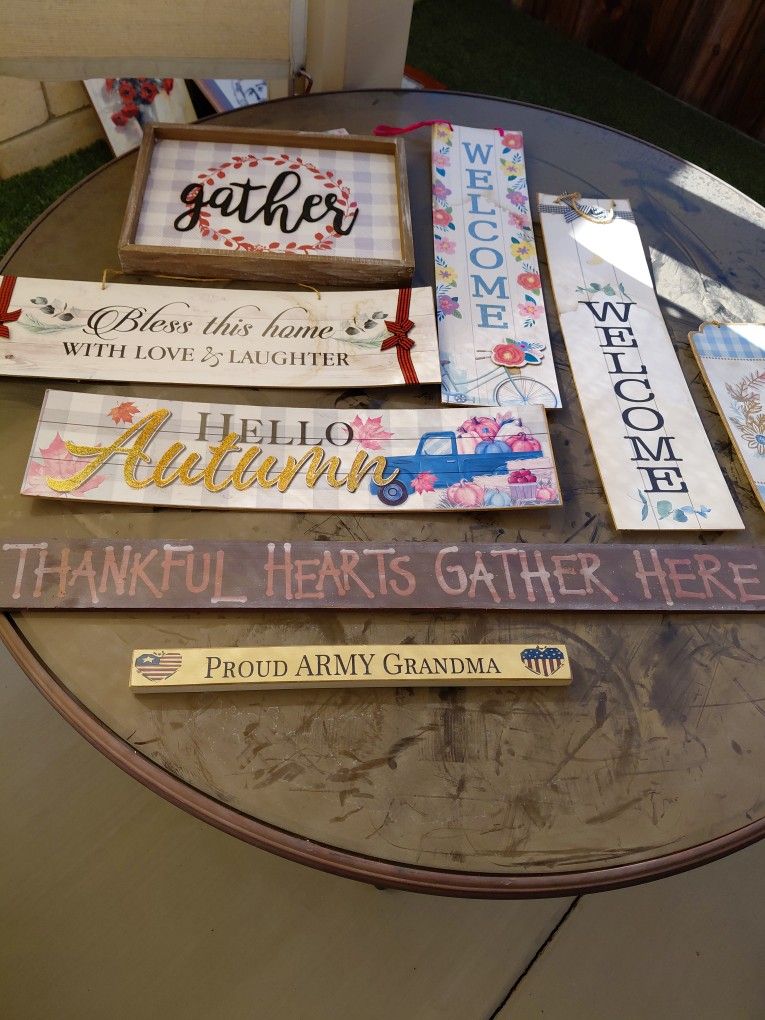 gather
WELCOME
WELCOME
Bless this home
WITH LOVE & LAUGHTER
HELLO
Autumn
THANKFUL HEARTS GATHER HERE
PROUD ARMY GRANDMA